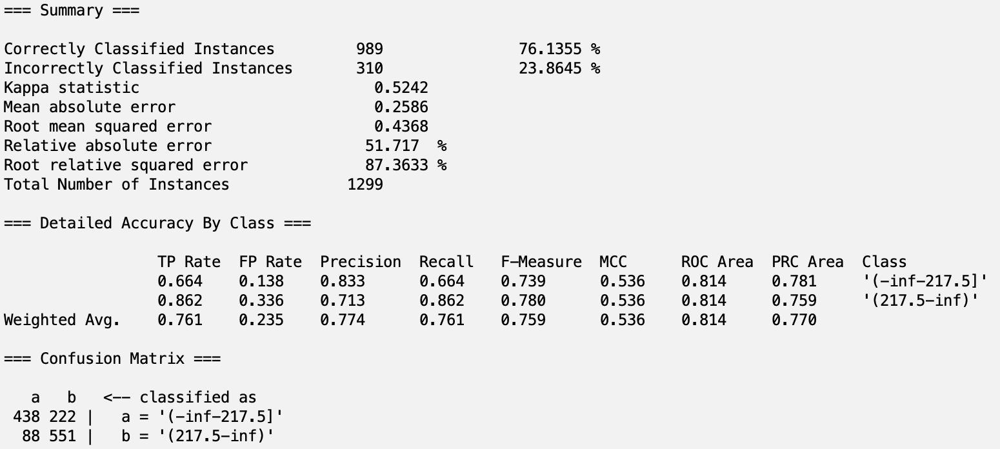 === Summary ===
Correctly Classified Instances 989 76.1355 %
Incorrectly Classified Instances 310 23.8645 %
Kappa statistic 0.5242
Mean absolute error 0.2586
Root mean squared error 0.4368
Relative absolute error 51.717 %
Root relative squared error 87.3633 %
Total Number of Instances 1299
=== Detailed Accuracy By Class ===
TP Rate FP Rate Precision Recall F-Measure MCC ROC Area PRC Area Class
0.664 0.138 0.833 0.664 0.739 0.536 0.814 0.781 '(-inf-217.5]'
0.862 0.336 0.713 0.862 0.780 0.536 0.814 0.759 '(217.5-inf)'
Weighted Avg. 0.761 0.235 0.774 0.761 0.759 0.536 0.814 0.770
=== Confusion Matrix ===
a b <-- classified as
438 222 | a = '(-inf-217.5]'
88 551 | b = '(217.5-inf)'